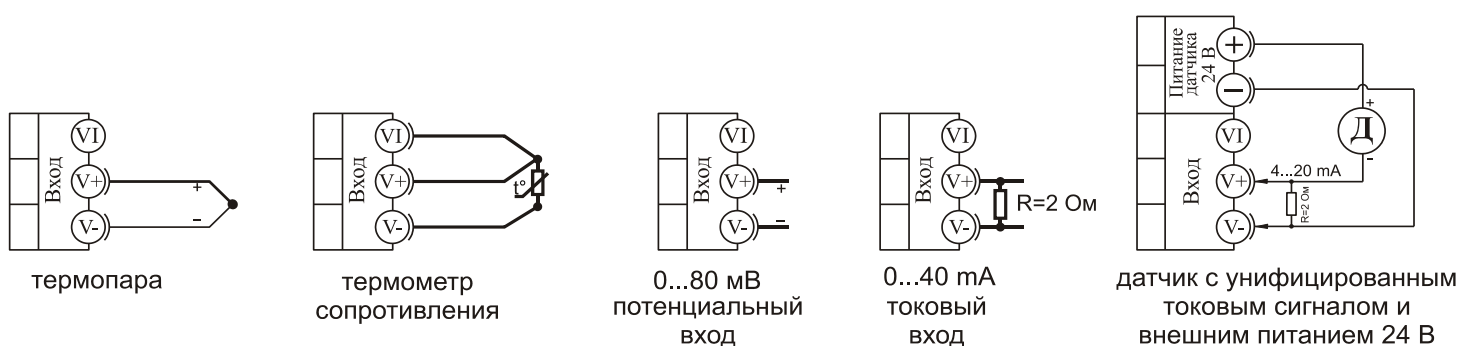 VI
V+
V-
Вход
+
–
термопара
VI
V+
V-
Вход
t°
термометр
сопротивления
VI
V+
V-
Вход
+
–
0...80 мВ
потенциальный
вход
VI
V+
V-
Вход
R=2 Ом
0...40 mA
токовый
вход
Питание
датчика
24 В
+
–
VI
V+
V-
Вход
+
Д
-
4...20 mA
R=2 Ом
датчик с унифицированным
токовым сигналом и
внешним питанием 24 В